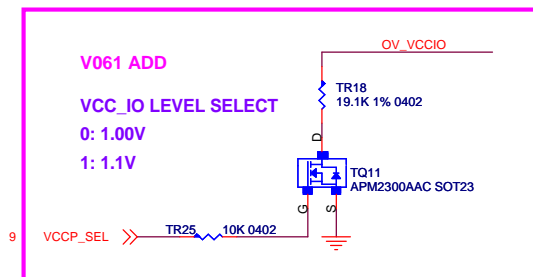 OV_VCCIO
V061 ADD
TR18
19.1K 1% 0402
VCC_IO LEVEL SELECT
0: 1.00V
1: 1.1V
D
TQ11
APM2300AAC SOT23
G
S
9 VCCP_SEL
TR25 10K 0402